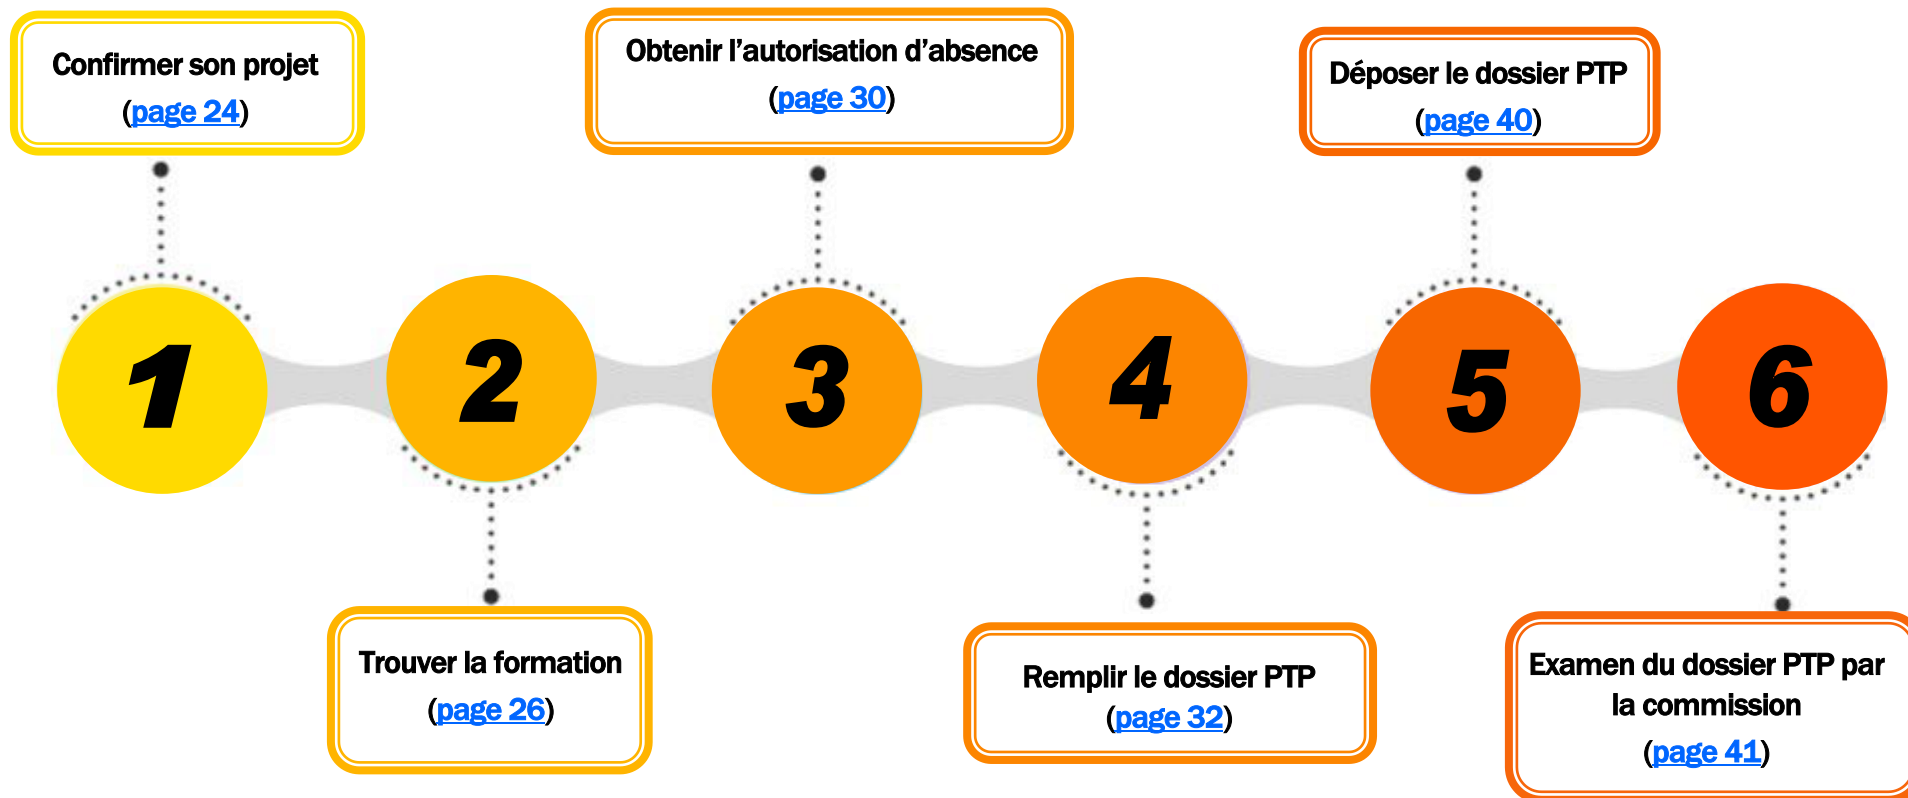 Confirmer son projet
(page 24)
Obtenir l’autorisation d’absence
(page 30)
Déposer le dossier PTP
(page 40)
1
2
3
4
5
6
Trouver la formation
(page 26)
Remplir le dossier PTP
(page 32)
Examen du dossier PTP par
la commission
(page 41)